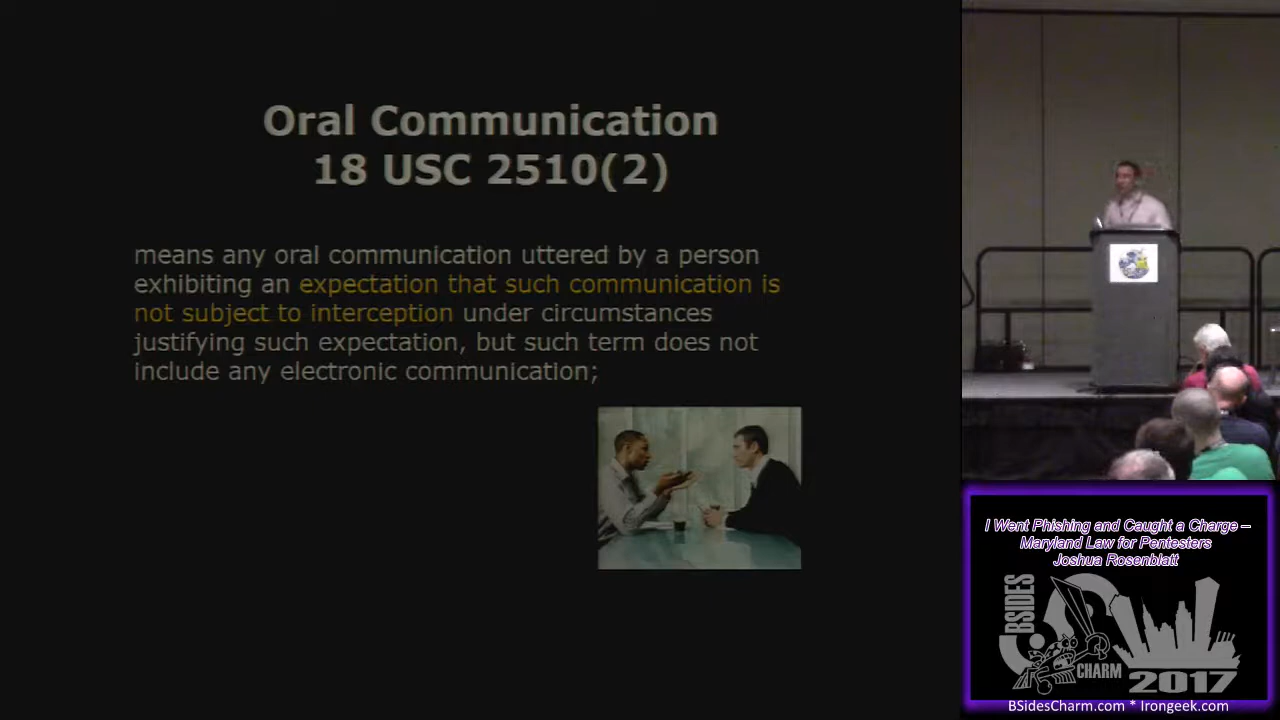 Oral Communication
18 USC 2510(2)
means any oral communication uttered by a person
exhibiting an expectation that such communication is
not subject to interception under circumstances
justifying such expectation, but such term does not
include any electronic communication;
I Went Phishing and Caught a Charge –
Maryland Law for Pentesters
Joshua Rosenblatt
BSIDES
CHARM
2017
BSidesCharm.com * Irongeek.com